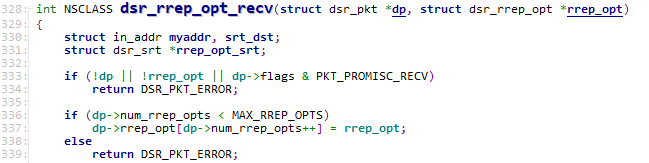 328: int NSCLASS dsr_rrep_opt_recv(struct dsr_pkt *dp, struct dsr_rrep_opt *rrep_opt)
329: {
330:     struct in_addr myaddr, srt_dst;
331:     struct dsr_srt *rrep_opt_srt;
332:
333:     if (!dp || !rrep_opt || dp->flags & PKT_PROMISC_RECV)
334:         return DSR_PKT_ERROR;
335:
336:     if (dp->num_rrep_opts < MAX_RREP_OPTS)
337:         dp->rrep_opt[dp->num_rrep_opts++] = rrep_opt;
338:     else
339:         return DSR_PKT_ERROR;